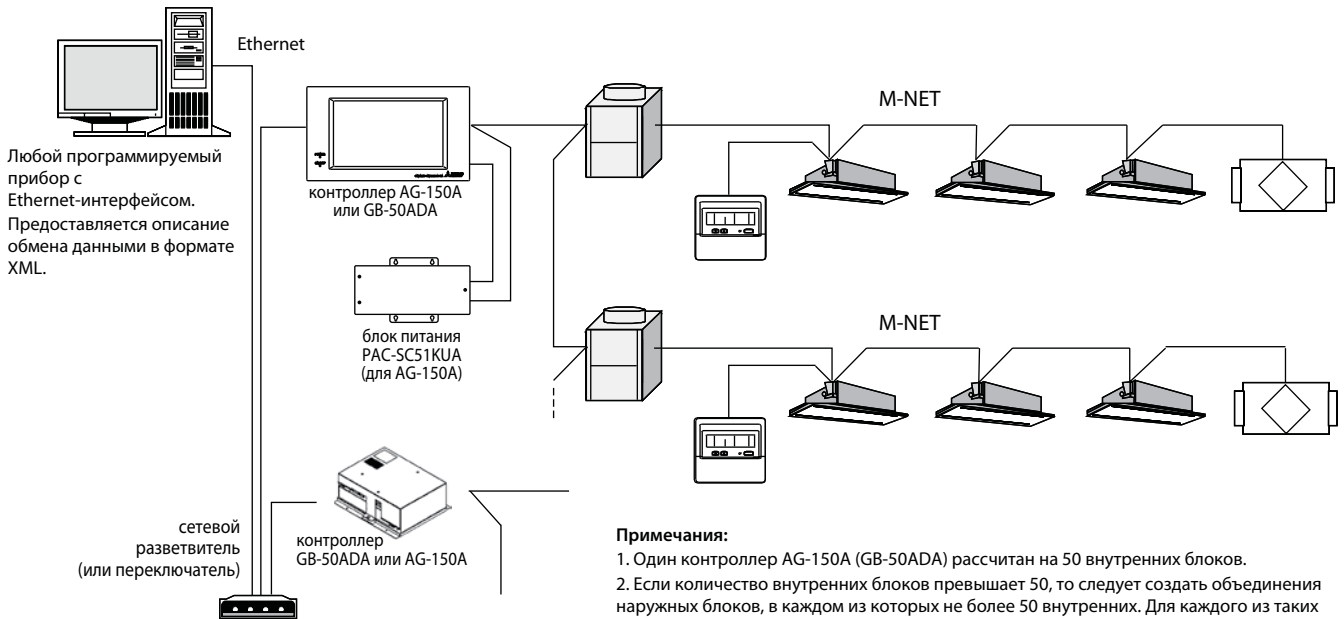 Ethernet
Любой программируемый
прибор с
Ethernet-интерфейсом.
Предоставляется описание
обмена данными в формате
XML.
контроллер AG-150A
или GB-50ADA
блок питания
PAC-SC51KUA
(для AG-150A)
M-NET
M-NET
сетевой
разветвитель
(или переключатель)
контроллер
GB-50ADA или AG-150A
Примечания:
1. Один контроллер AG-150A (GB-50ADA) рассчитан на 50 внутренних блоков.
2. Если количество внутренних блоков превышает 50, то следует создать объединения
наружных блоков, в каждом из которых не более 50 внутренних. Для каждого из таких